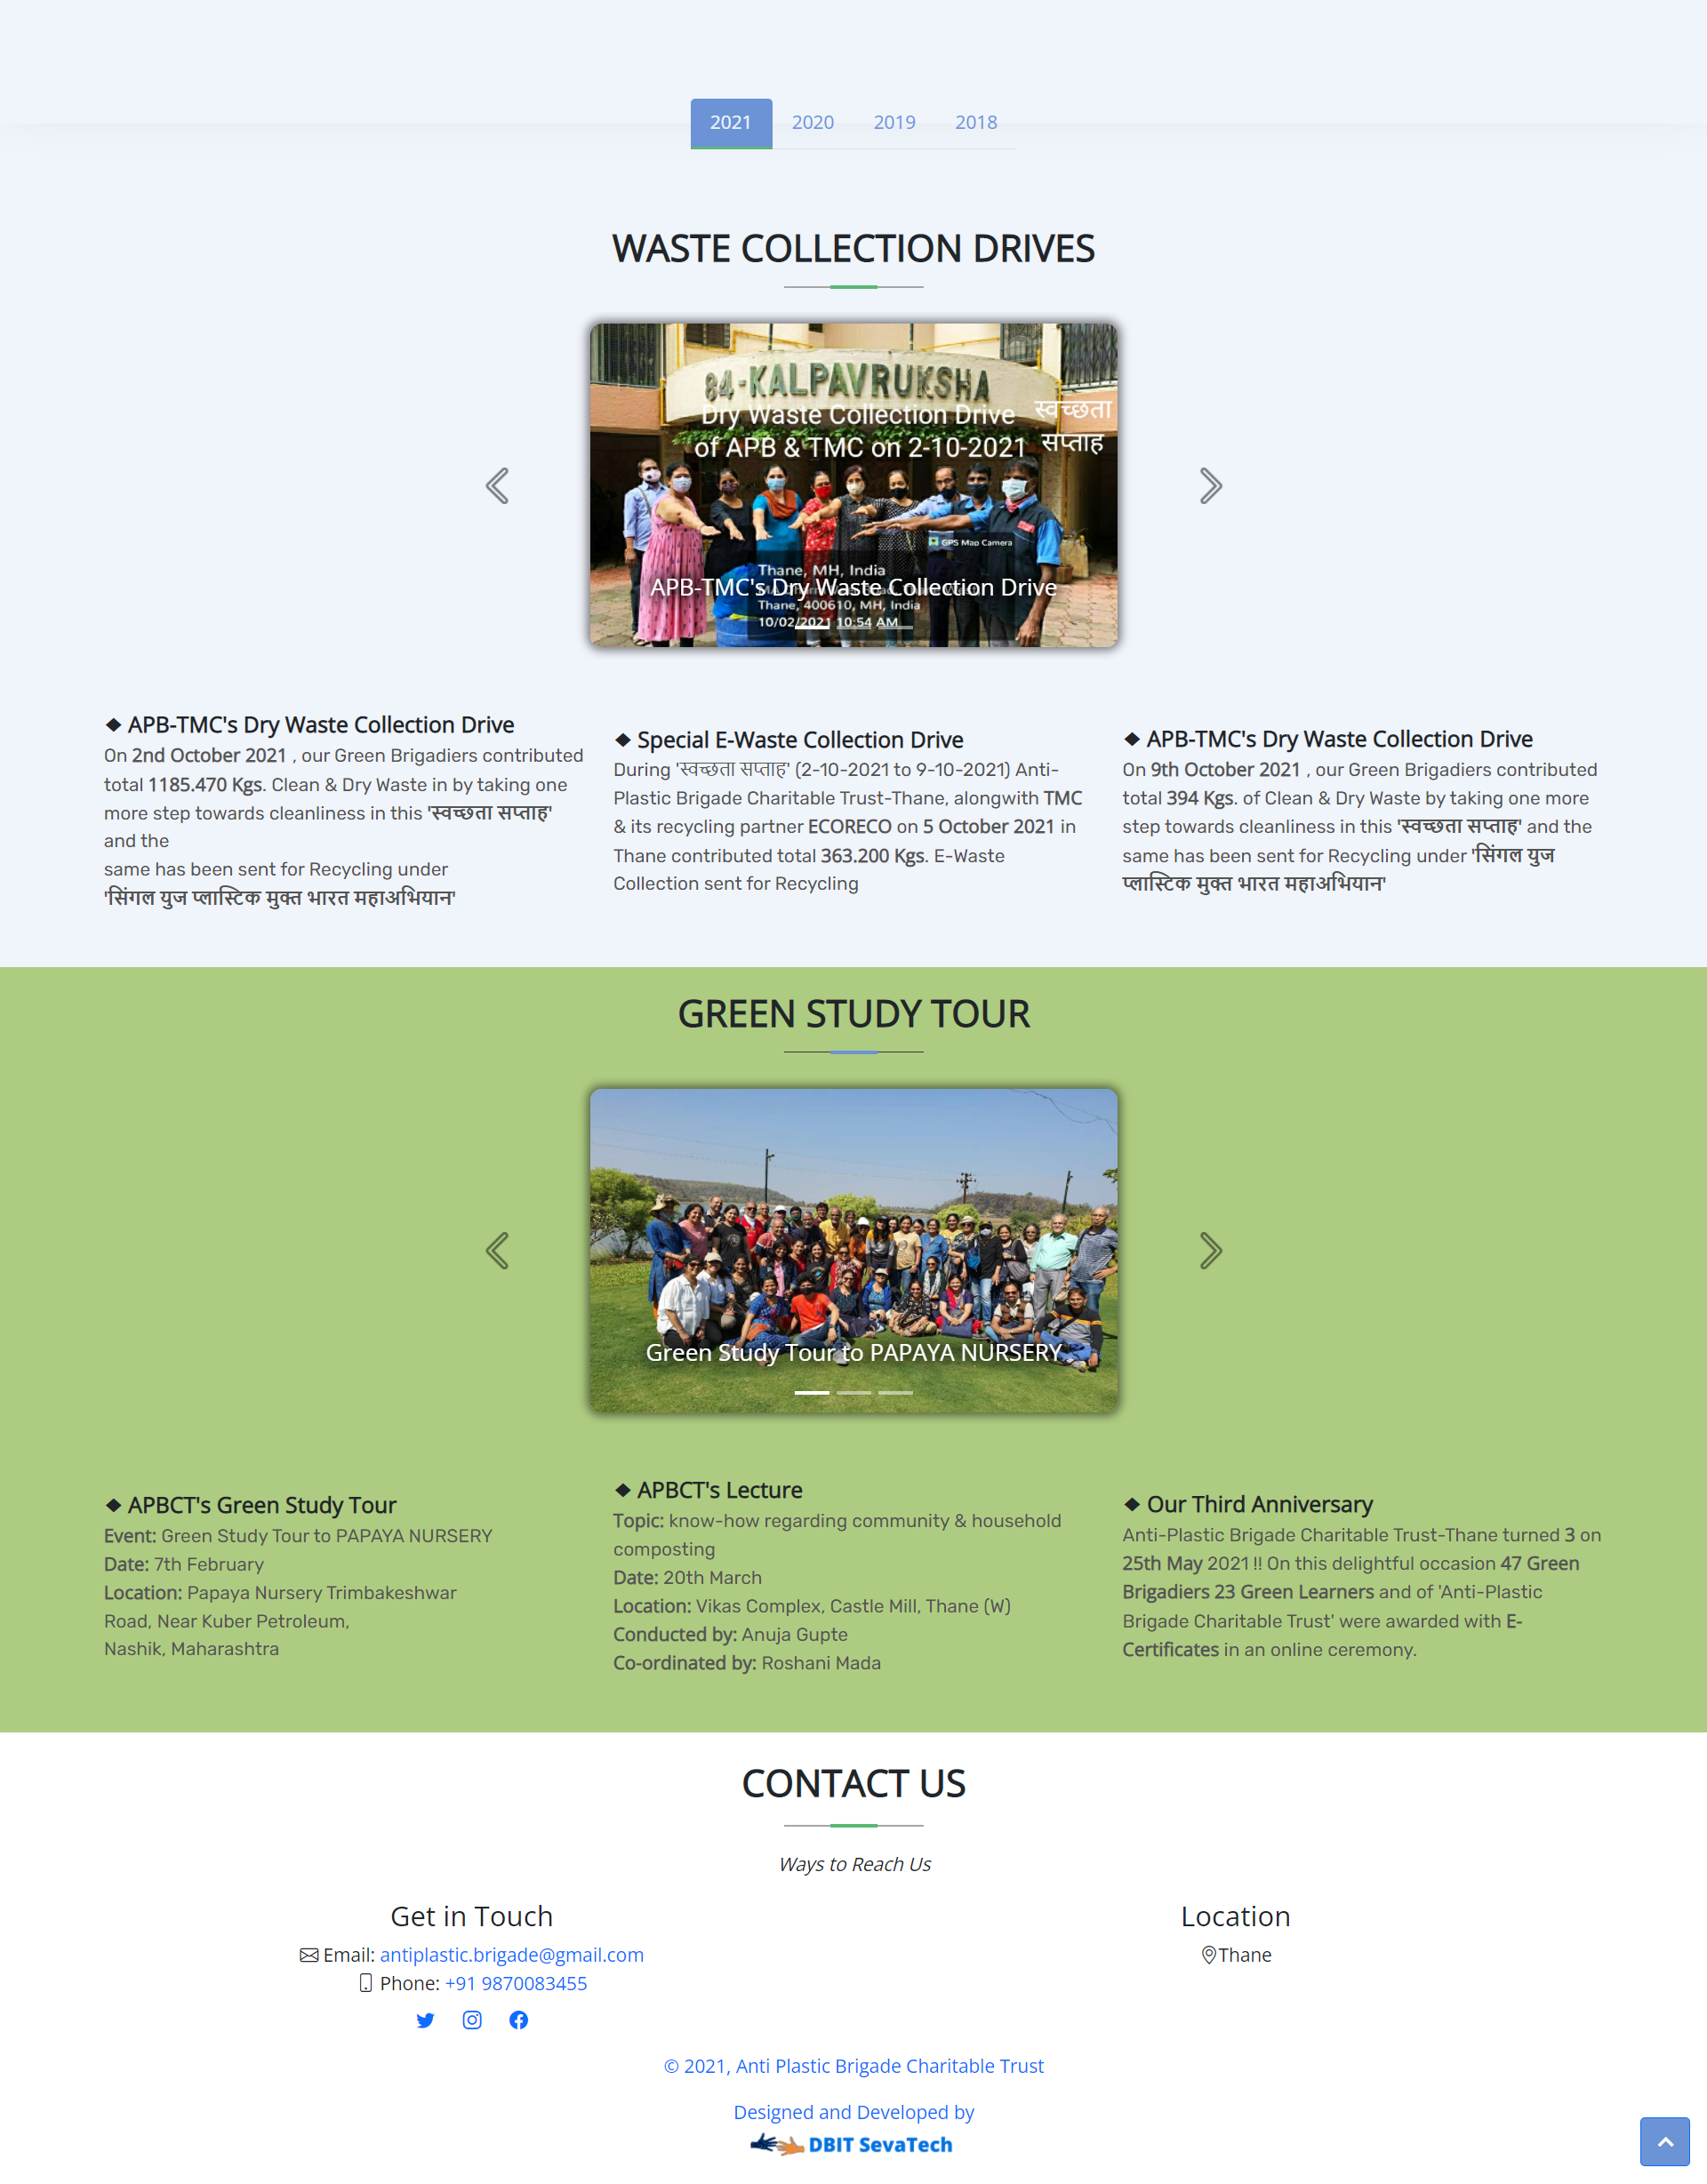 2021 2020 2019 2018
WASTE COLLECTION DRIVES
84-KALPAVRUKSHA
Dry Waste Collection Drive
of APB & TMC on 2-10-2021
स्वच्छता
सप्ताह
GPS Map Camera
Thane, MH, India
APB-TMC's Dry Waste Collection Drive
Thane, 400610, MH, India
10/02/2021 10:54 AM
❖ APB-TMC's Dry Waste Collection Drive
On 2nd October 2021 , our Green Brigadiers contributed
total 1185.470 Kgs. Clean & Dry Waste in by taking one
more step towards cleanliness in this 'स्वच्छता सप्ताह'
and the
same has been sent for Recycling under
'सिंगल युज प्लास्टिक मुक्त भारत महाअभियान'
❖ Special E-Waste Collection Drive
During 'स्वच्छता सप्ताह' (2-10-2021 to 9-10-2021) Anti-
Plastic Brigade Charitable Trust-Thane, alongwith TMC
& its recycling partner ECORECO on 5 October 2021 in
Thane contributed total 363.200 Kgs. E-Waste
Collection sent for Recycling
❖ APB-TMC's Dry Waste Collection Drive
On 9th October 2021 , our Green Brigadiers contributed
total 394 Kgs. of Clean & Dry Waste by taking one more
step towards cleanliness in this 'स्वच्छता सप्ताह' and the
same has been sent for Recycling under 'सिंगल युज
प्लास्टिक मुक्त भारत महाअभियान'
GREEN STUDY TOUR
Green Study Tour to PAPAYA NURSERY
❖ APBCT's Green Study Tour
Event: Green Study Tour to PAPAYA NURSERY
Date: 7th February
Location: Papaya Nursery Trimbakeshwar
Road, Near Kuber Petroleum,
Nashik, Maharashtra
❖ APBCT's Lecture
Topic: know-how regarding community & household
composting
Date: 20th March
Location: Vikas Complex, Castle Mill, Thane (W)
Conducted by: Anuja Gupte
Co-ordinated by: Roshani Mada
❖ Our Third Anniversary
Anti-Plastic Brigade Charitable Trust-Thane turned 3 on
25th May 2021 !! On this delightful occasion 47 Green
Brigadiers 23 Green Learners and of 'Anti-Plastic
Brigade Charitable Trust' were awarded with E-
Certificates in an online ceremony.
CONTACT US
Ways to Reach Us
Get in Touch
Email: antiplastic.brigade@gmail.com
Phone: +91 9870083455
Location
Thane
© 2021, Anti Plastic Brigade Charitable Trust
Designed and Developed by
DBIT SevaTech